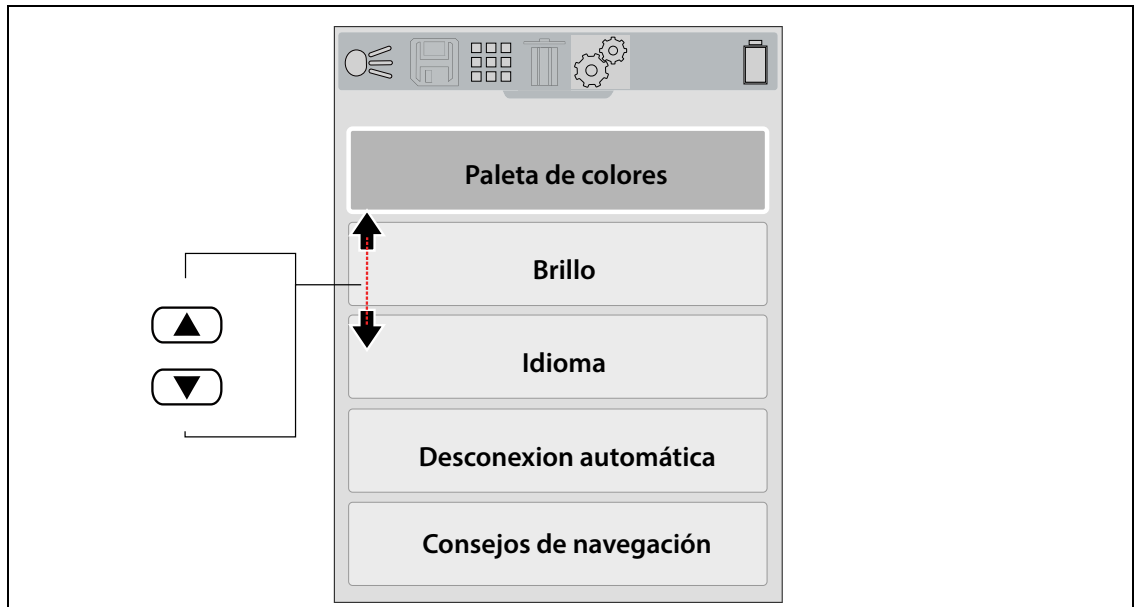 Paleta de colores
Brillo
Idioma
Desconexion automática
Consejos de navegación